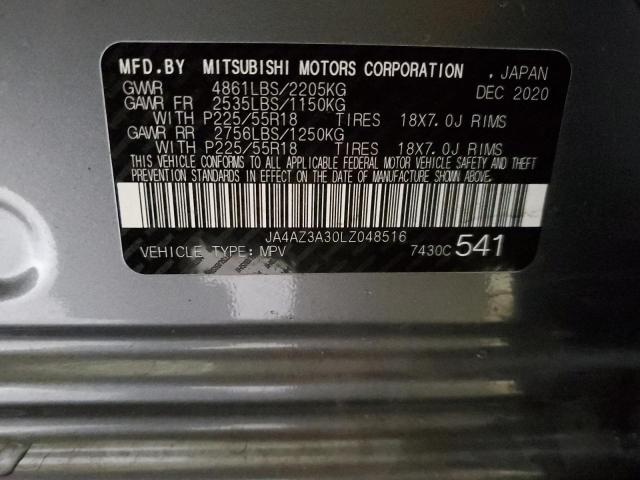 MFD.BY MITSUBISHI MOTORS CORPORATION , JAPAN
GVWR 4861LBS/2205KG DEC 2020
GAWR FR 2535LBS/1150KG
WITH P225/55R18 TIRES 18X7.0J RIMS
GAWR RR 2756LBS/1250KG
WITH P225/55R18 TIRES 18X7.0J RIMS
THIS VEHICLE CONFORMS TO ALL APPLICABLE FEDERAL MOTOR VEHICLE SAFETY AND THEFT
PREVENTION STANDARDS IN EFFECT ON THE DATE OF MANUFACTURE SHOWN ABOVE.
JA4AZ3A30LZ048516
VEHICLE TYPE: MPV 7430C 541